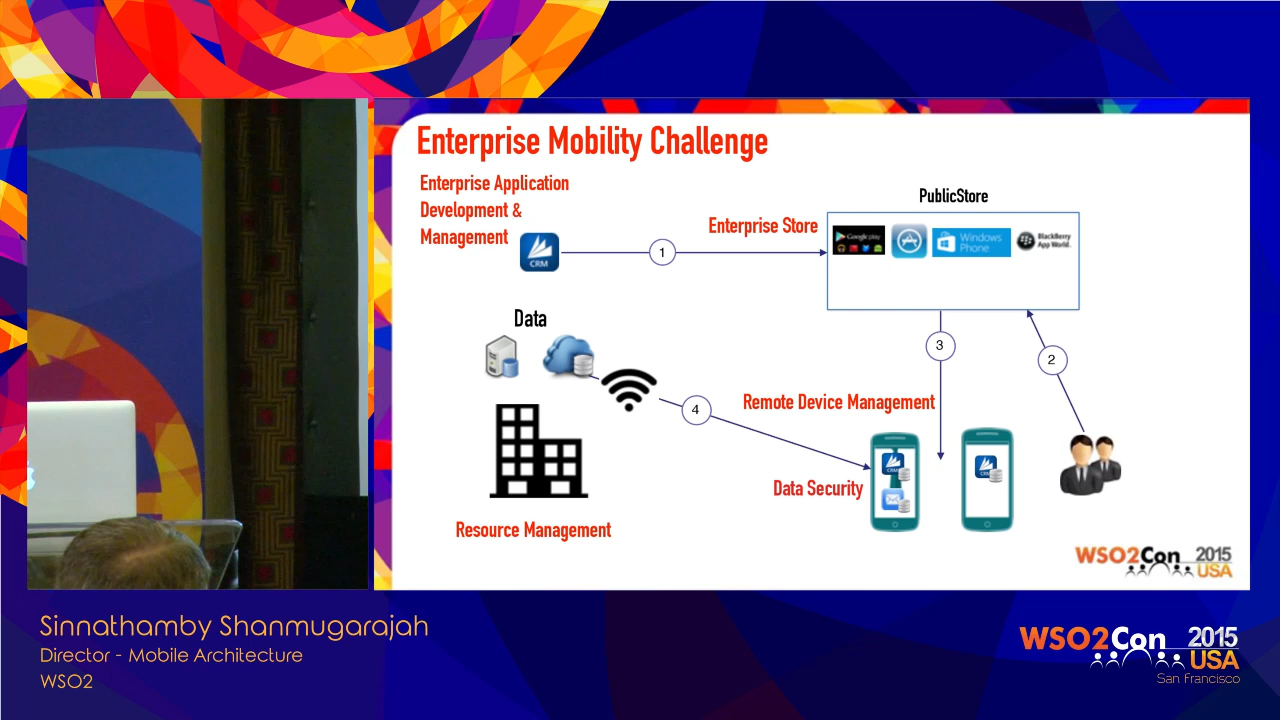 Enterprise Mobility Challenge
Enterprise Application
Development &
Management
CRM
1
Enterprise Store
PublicStore
Google play
Windows
Phone
BlackBerry
App World.
Data
3
2
4
Remote Device Management
CRM
CRM
Data Security
Resource Management
WSO2Con 2015
USA
Sinnathamby Shanmugarajah
Director - Mobile Architecture
WSO2
WSO2Con 2015
USA
San Francisco